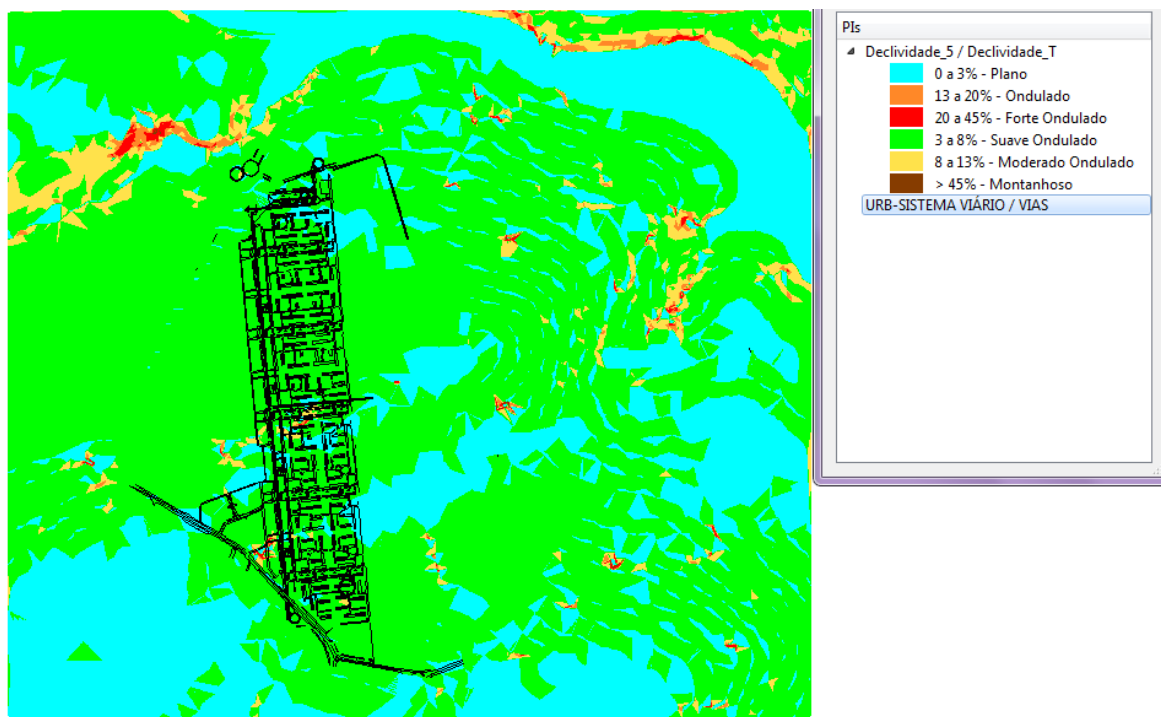 PIs
Declividade_5 / Declividade_T
0 a 3% - Plano
13 a 20% - Ondulado
20 a 45% - Forte Ondulado
3 a 8% - Suave Ondulado
8 a 13% - Moderado Ondulado
> 45% - Montanhoso
URB-SISTEMA VIÁRIO / VIAS